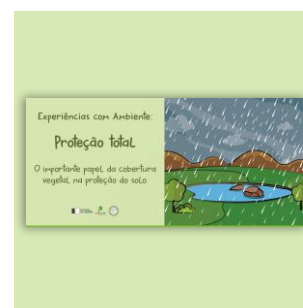 Experiências com Ambiente:
Proteção total
O importante papel da cobertura
vegetal na proteção do solo.